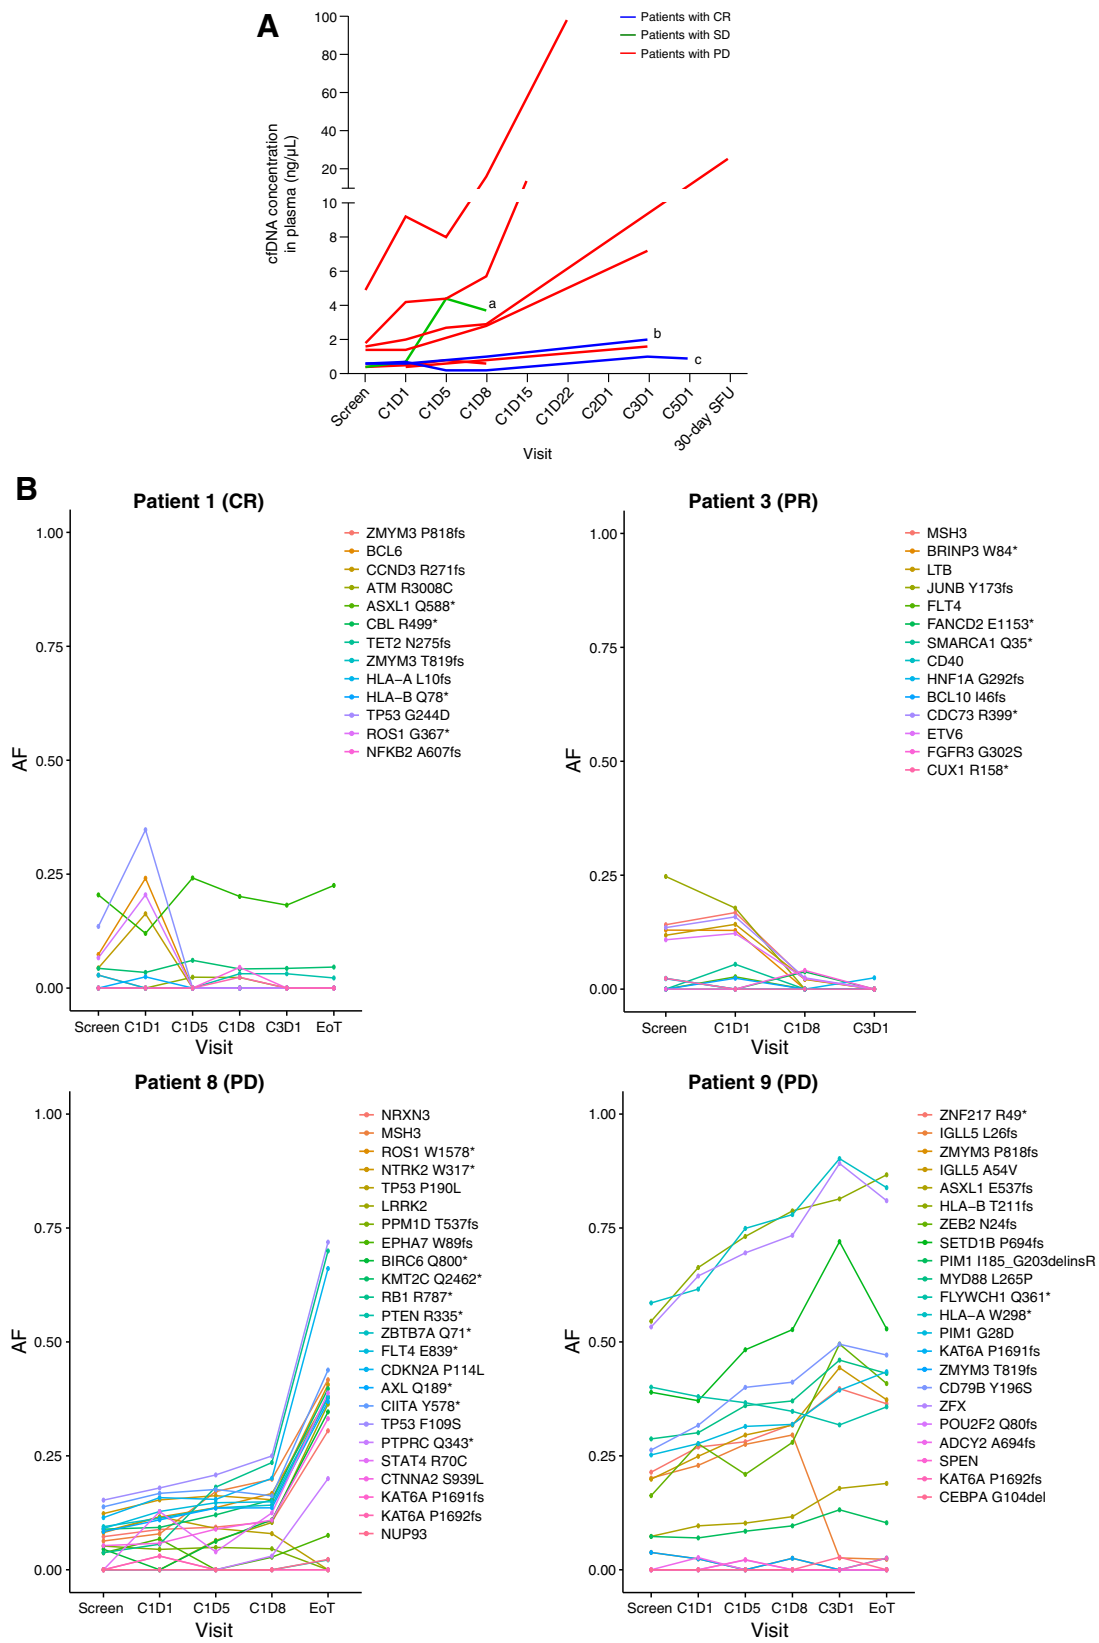 A
Patients with CR
Patients with SD
Patients with PD
cfDNA concentration
in plasma (ng/µL)
100
80
60
40
20
10
8
6
4
2
0
a
b
c
Screen
C1D1
C1D5
C1D8
C1D15
C1D22
C2D1
C3D1
C5D1
30-day SFU
Visit
B
Patient 1 (CR)
AF
1.00
0.75
0.50
0.25
0.00
Screen C1D1 C1D5 C1D8 C3D1 EoT
Visit
ZMYM3 P818fs
BCL6
CCND3 R271fs
ATM R3008C
ASXL1 Q588*
CBL R499*
TET2 N275fs
ZMYM3 T819fs
HLA−A L10fs
HLA−B Q78*
TP53 G244D
ROS1 G367*
NFKB2 A607fs
Patient 3 (PR)
AF
1.00
0.75
0.50
0.25
0.00
Screen C1D1 C1D8 C3D1
Visit
MSH3
BRINP3 W84*
LTB
JUNB Y173fs
FLT4
FANCD2 E1153*
SMARCA1 Q35*
CD40
HNF1A G292fs
BCL10 I46fs
CDC73 R399*
ETV6
FGFR3 G302S
CUX1 R158*
Patient 8 (PD)
AF
1.00
0.75
0.50
0.25
0.00
Screen C1D1 C1D5 C1D8 EoT
Visit
NRXN3
MSH3
ROS1 W1578*
NTRK2 W317*
TP53 P190L
LRRK2
PPM1D T537fs
EPHA7 W89fs
BIRC6 Q800*
KMT2C Q2462*
RB1 R787*
PTEN R335*
ZBTB7A Q71*
FLT4 E839*
CDKN2A P114L
AXL Q189*
CIITA Y578*
TP53 F109S
PTPRC Q343*
STAT4 R70C
CTNNA2 S939L
KAT6A P1691fs
KAT6A P1692fs
NUP93
Patient 9 (PD)
AF
1.00
0.75
0.50
0.25
0.00
Screen C1D1 C1D5 C1D8 C3D1 EoT
Visit
ZNF217 R49*
IGLL5 L26fs
ZMYM3 P818fs
IGLL5 A54V
ASXL1 E537fs
HLA−B T211fs
ZEB2 N24fs
SETD1B P694fs
PIM1 I185_G203delinsR
MYD88 L265P
FLYWCH1 Q361*
HLA−A W298*
PIM1 G28D
KAT6A P1691fs
ZMYM3 T819fs
CD79B Y196S
ZFX
POU2F2 Q80fs
ADCY2 A694fs
SPEN
KAT6A P1692fs
CEBPA G104del